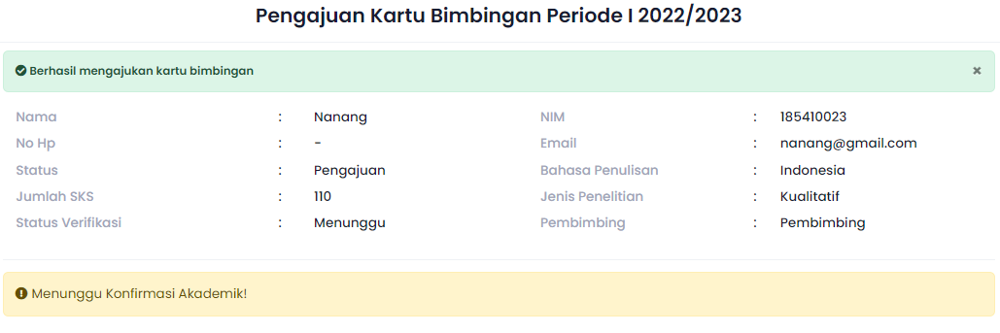 Pengajuan Kartu Bimbingan Periode I 2022/2023
Berhasil mengajukan kartu bimbingan ×
Nama : Nanang NIM : 185410023
No Hp : - Email : nanang@gmail.com
Status : Pengajuan Bahasa Penulisan : Indonesia
Jumlah SKS : 110 Jenis Penelitian : Kualitatif
Status Verifikasi : Menunggu Pembimbing : Pembimbing
Menunggu Konfirmasi Akademik!